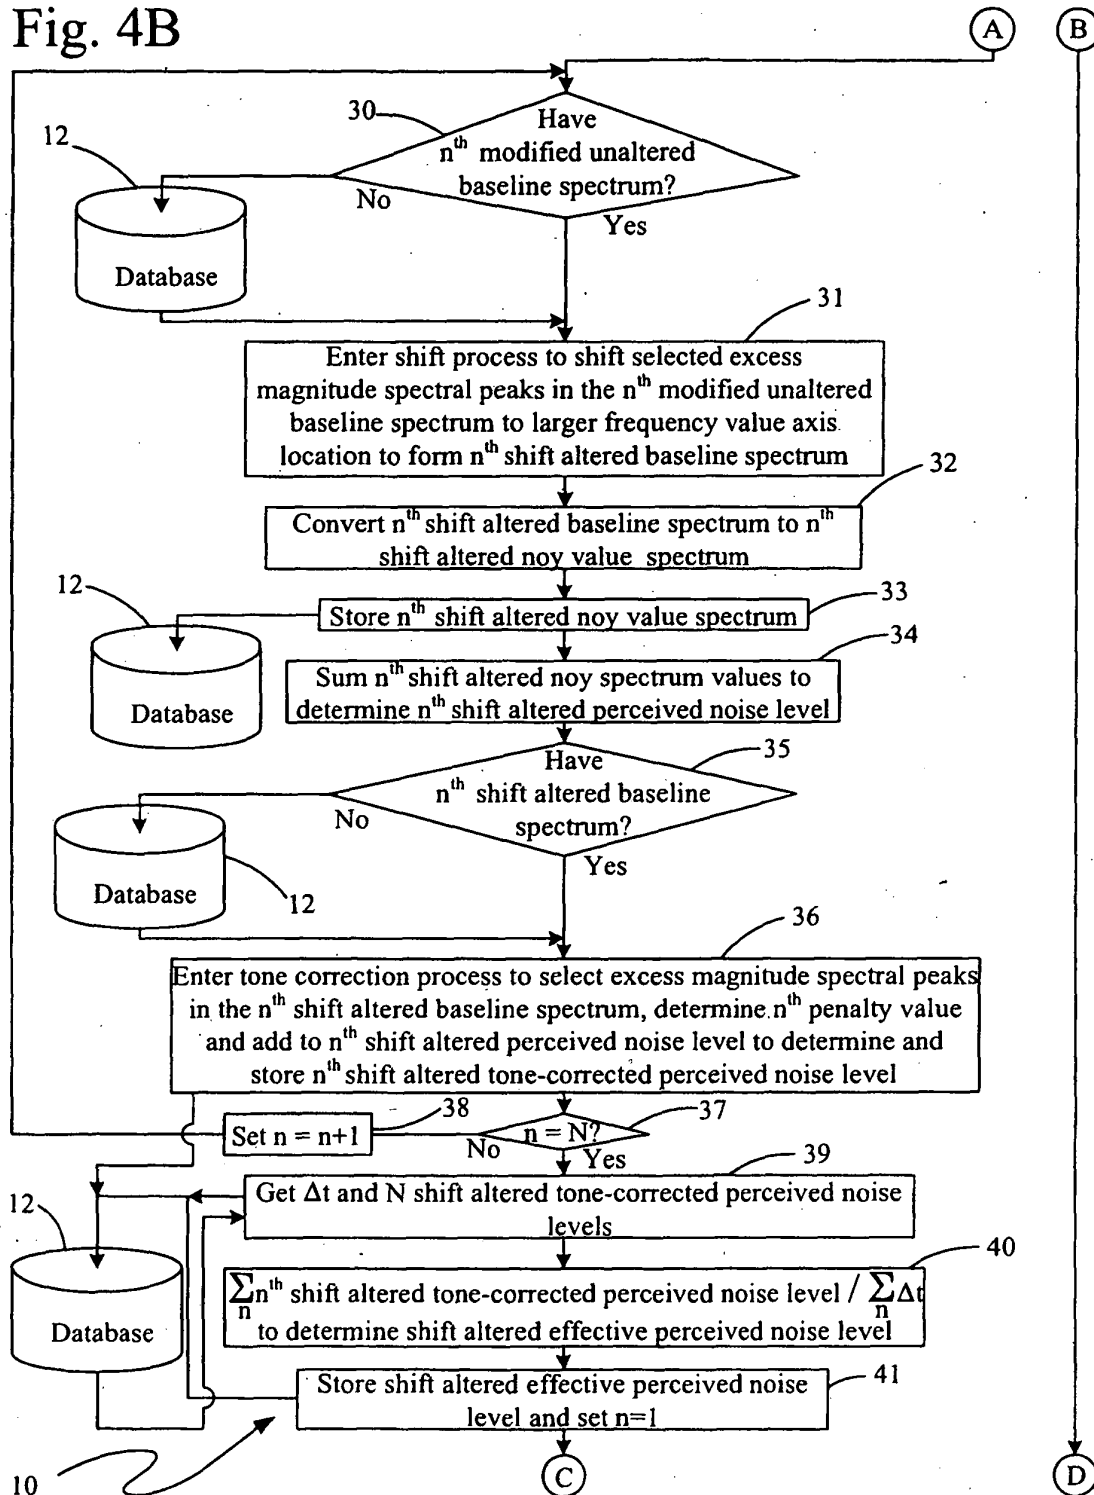 Fig. 4B
A
B
30
Have
nth modified unaltered
baseline spectrum?
12
No
Yes
Database
31
Enter shift process to shift selected excess
magnitude spectral peaks in the nth modified unaltered
baseline spectrum to larger frequency value axis
location to form nth shift altered baseline spectrum
32
Convert nth shift altered baseline spectrum to nth
shift altered noy value spectrum
12
33
Store nth shift altered noy value spectrum
34
Sum nth shift altered noy spectrum values to
determine nth shift altered perceived noise level
Database
35
Have
nth shift altered baseline
spectrum?
No
Yes
Database
12
36
Enter tone correction process to select excess magnitude spectral peaks
in the nth shift altered baseline spectrum, determine nth penalty value
and add to nth shift altered perceived noise level to determine and
store nth shift altered tone-corrected perceived noise level
38
37
Set n = n+1
n = N?
No
Yes
39
Get Δt and N shift altered tone-corrected perceived noise
levels
12
40
∑n nth shift altered tone-corrected perceived noise level / ∑n Δt
to determine shift altered effective perceived noise level
Database
41
Store shift altered effective perceived noise
level and set n=1
10
C
D